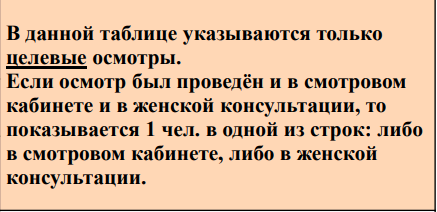 В данной таблице указываются только
целевые осмотры.
Если осмотр был проведён и в смотровом
кабинете и в женской консультации, то
показывается 1 чел. в одной из строк: либо
в смотровом кабинете, либо в женской
консультации.